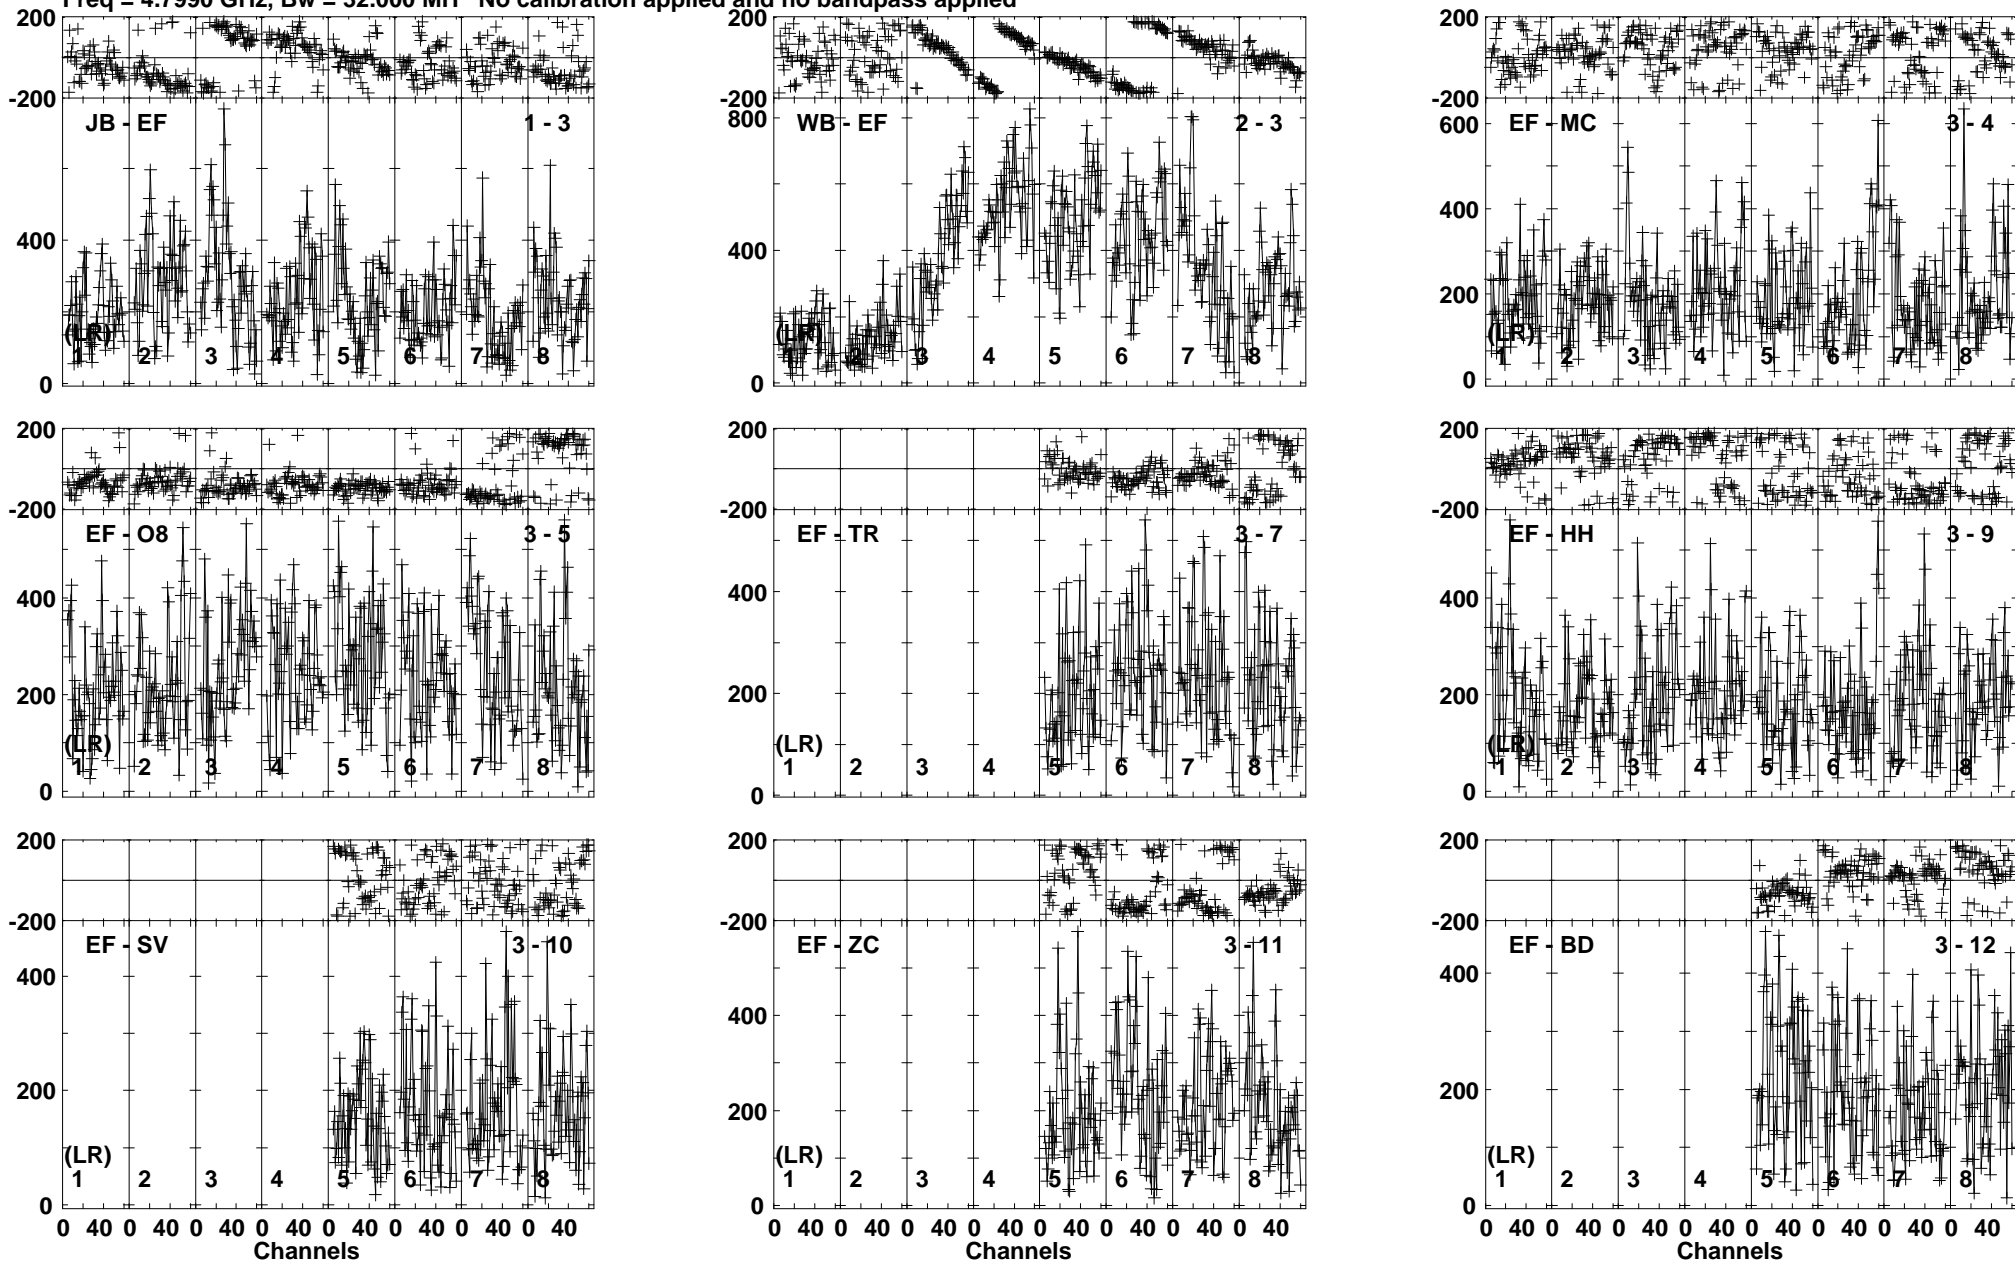 Freq = 4.7990 GHz, Bw = 32.000 MH No calibration applied and no bandpass applied
200 200 200
-200 -200 -200
JB - EF 1 - 3 WB - EF 2 - 3 EF - MC 3 - 4
800 600
400 400 400
200
(LR) (LR) (LR)
1 2 3 4 5 6 7 8 1 2 3 4 5 6 7 8 1 2 3 4 5 6 7 8
0 0 0
200 200 200
-200 -200 -200
EF - O8 3 - 5 EF - TR 3 - 7 EF - HH 3 - 9
400 400 400
200 200 200
(LR) (LR) (LR)
1 2 3 4 5 6 7 8 1 2 3 4 5 6 7 8 1 2 3 4 5 6 7 8
0 0 0
200 200 200
-200 -200 -200
EF - SV 3 - 10 EF - ZC 3 - 11 EF - BD 3 - 12
400 400 400
200 200 200
(LR) (LR) (LR)
1 2 3 4 5 6 7 8 1 2 3 4 5 6 7 8 1 2 3 4 5 6 7 8
0 0 0
0 40 0 40 0 40 0 40 0 40 0 40 0 40 0 40 0 40 0 40 0 40 0 40 0 40 0 40 0 40 0 40 0 40 0 40 0 40 0 40 0 40 0 40 0 40 0 40
Channels Channels Channels